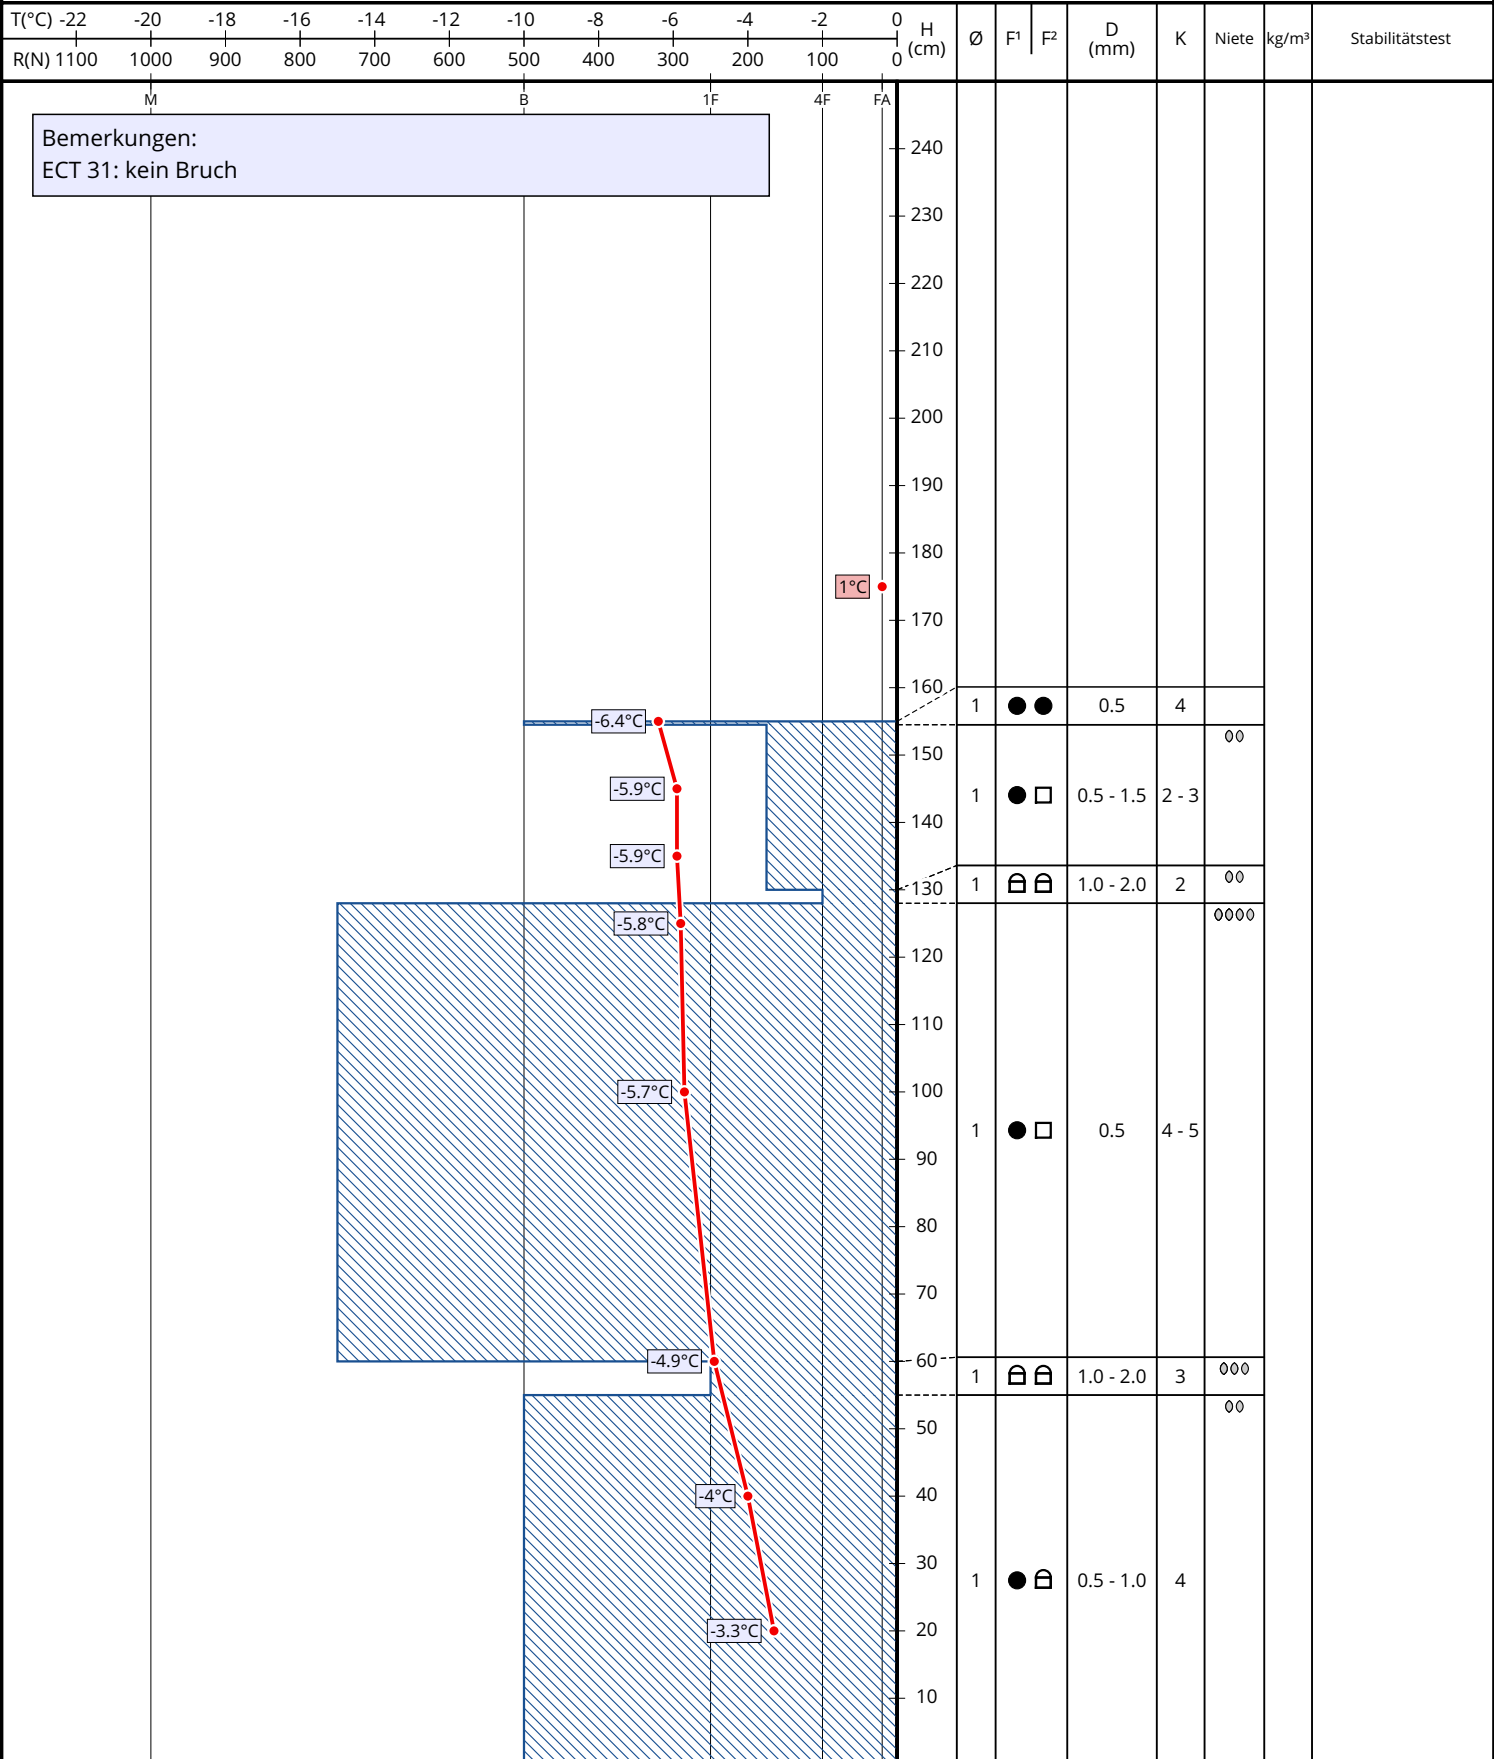 T(°C) -22 -20 -18 -16 -14 -12 -10 -8 -6 -4 -2 0
R(N) 1100 1000 900 800 700 600 500 400 300 200 100 0
H (cm) Ø F¹ F² D (mm) K Niete kg/m³ Stabilitätstest
M B 1F 4F FA
Bemerkungen:
ECT 31: kein Bruch
240
230
220
210
200
190
180
1°C
170
160
1 0.5 4
-6.4°C
150
-5.9°C
1 0.5 - 1.5 2 - 3
140
-5.9°C
130
1 1.0 - 2.0 2
-5.8°C
120
110
-5.7°C 100
1 0.5 4 - 5
90
80
70
-4.9°C 60
1 1.0 - 2.0 3
50
-4°C 40
30
1 0.5 - 1.0 4
-3.3°C 20
10